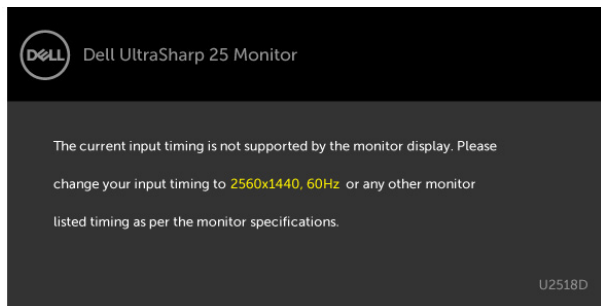 DELL
Dell UltraSharp 25 Monitor
The current input timing is not supported by the monitor display. Please
change your input timing to 2560x1440, 60Hz or any other monitor
listed timing as per the monitor specifications.
U2518D